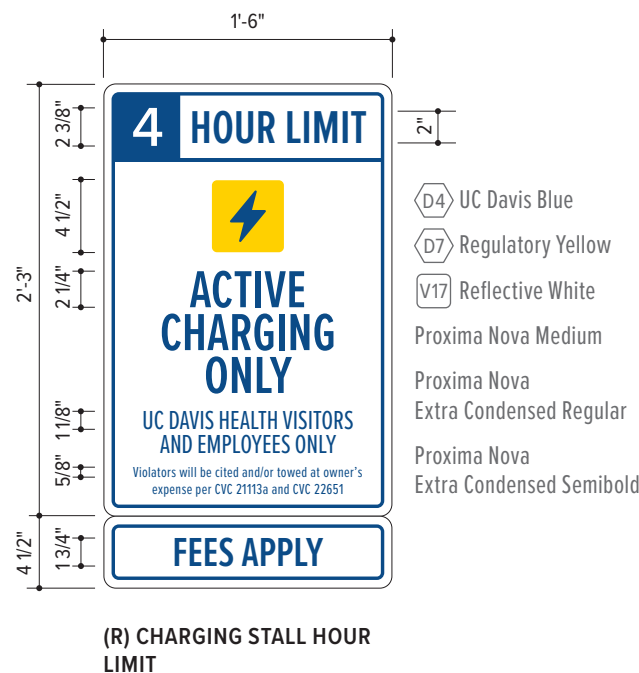 1'-6"
2 3/8"
4 HOUR LIMIT
2"
4 1/2"
D4 UC Davis Blue
D7 Regulatory Yellow
2'-3"
2 1/4"
ACTIVE
CHARGING
ONLY
V17 Reflective White
Proxima Nova Medium
Proxima Nova
Extra Condensed Regular
1 1/8"
UC DAVIS HEALTH VISITORS
AND EMPLOYEES ONLY
Proxima Nova
Extra Condensed Semibold
5/8"
Violators will be cited and/or towed at owner's
expense per CVC 21113a and CVC 22651
4 1/2"
1 3/4"
FEES APPLY
(R) CHARGING STALL HOUR
LIMIT